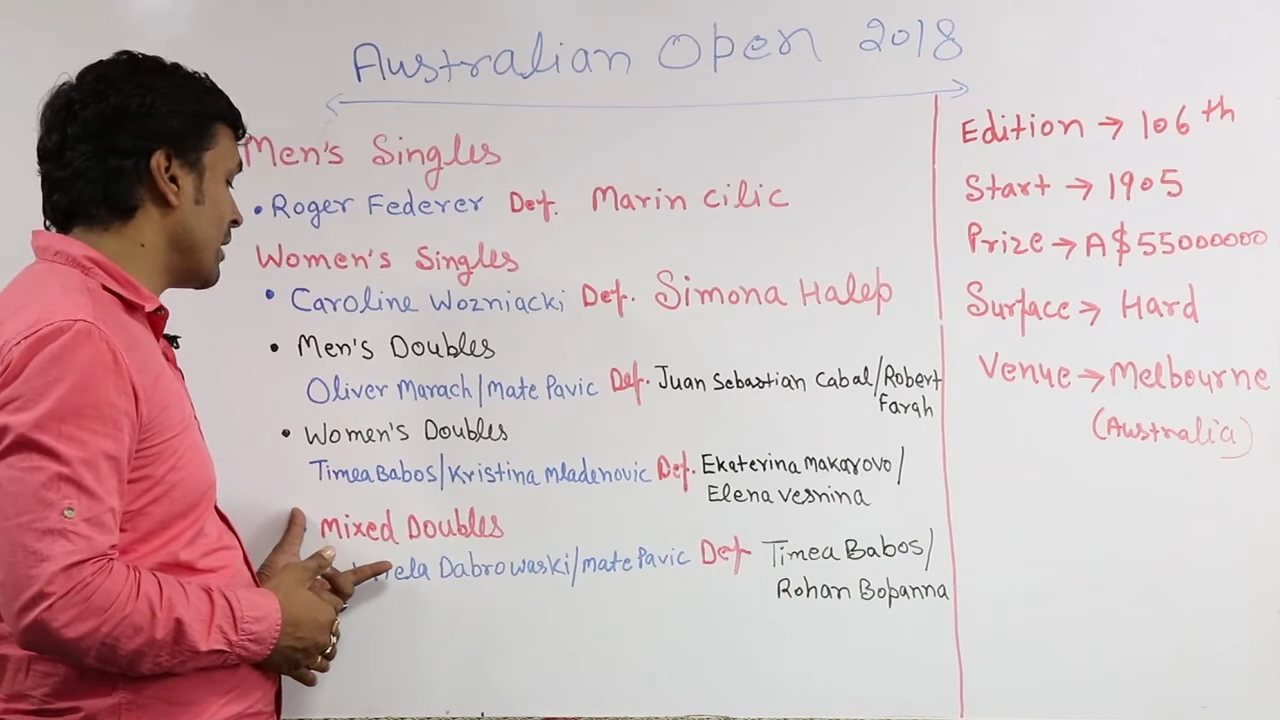 Australian Open 2018
Men's Singles
• Roger Federer Def. Marin Cilic
Women's Singles
• Caroline Wozniacki Def. Simona Halep
• Men's Doubles
Oliver Marach/Mate Pavic Def. Juan Sebastian Cabal/Robert
Farah
• Women's Doubles
Timea Babos/Kristina Mladenovic Def. Ekaterina Makarovo/
Elena Vesnina
Mixed Doubles
Dabrowaski/Mate Pavic Def Timea Babos/
Rohan Bopanna
Edition → 106th
Start → 1905
Prize → A$55000000
Surface → Hard
Venue → Melbourne
(Australia)